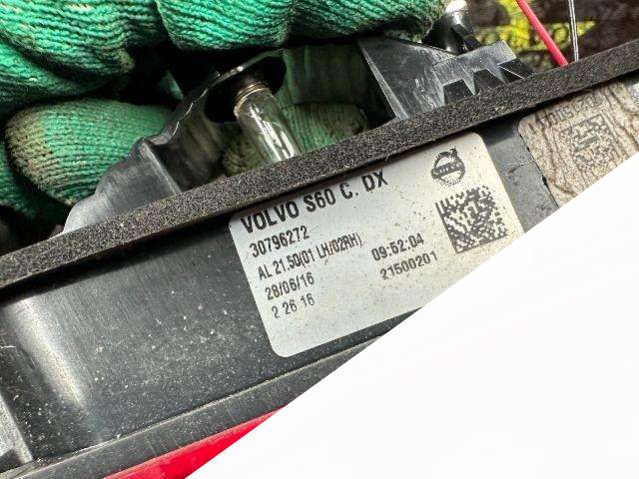 VOLVO S60 C. DX
30796272
AL 21.50(01 LH/02RH)
28/06/16 09:52:04
2 26 16 21500201